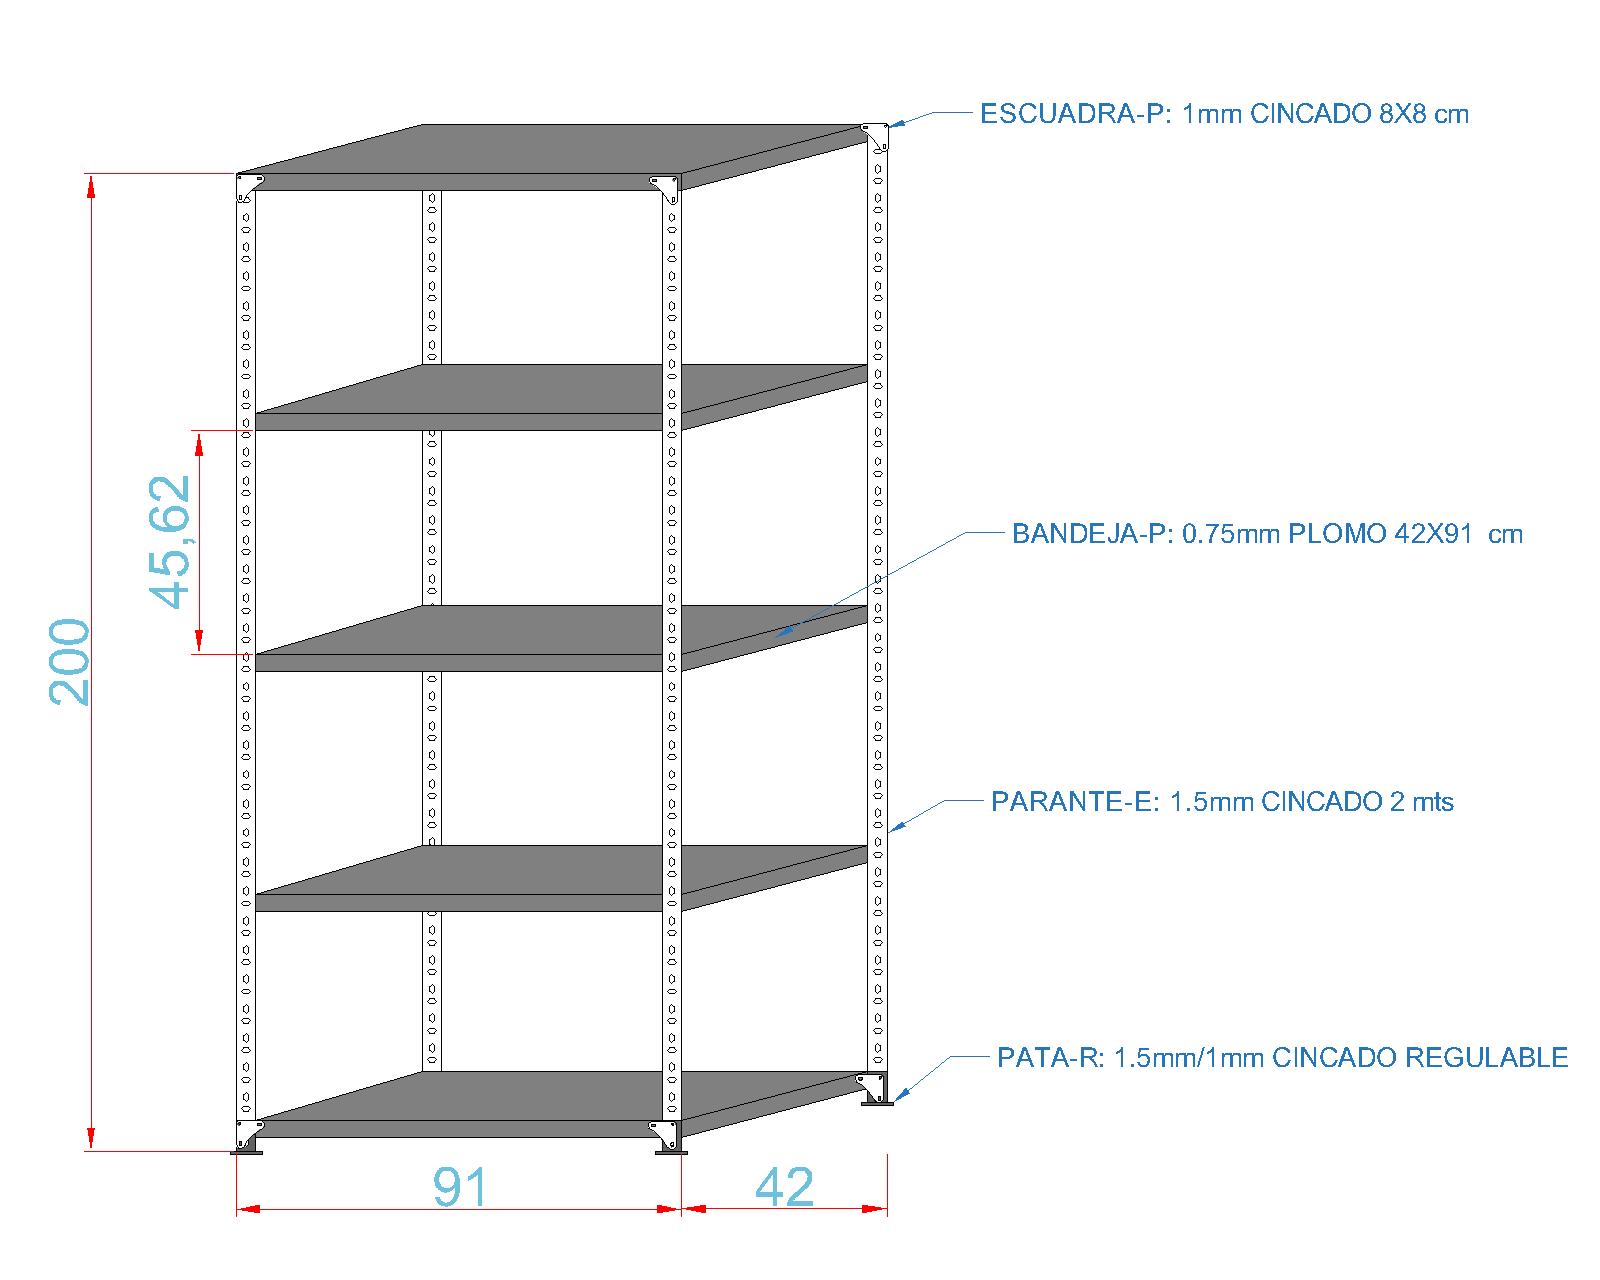 ESCUADRA-P: 1mm CINCADO 8X8 cm
45,62
BANDEJA-P: 0.75mm PLOMO 42X91 cm
200
PARANTE-E: 1.5mm CINCADO 2 mts
PATA-R: 1.5mm/1mm CINCADO REGULABLE
91
42